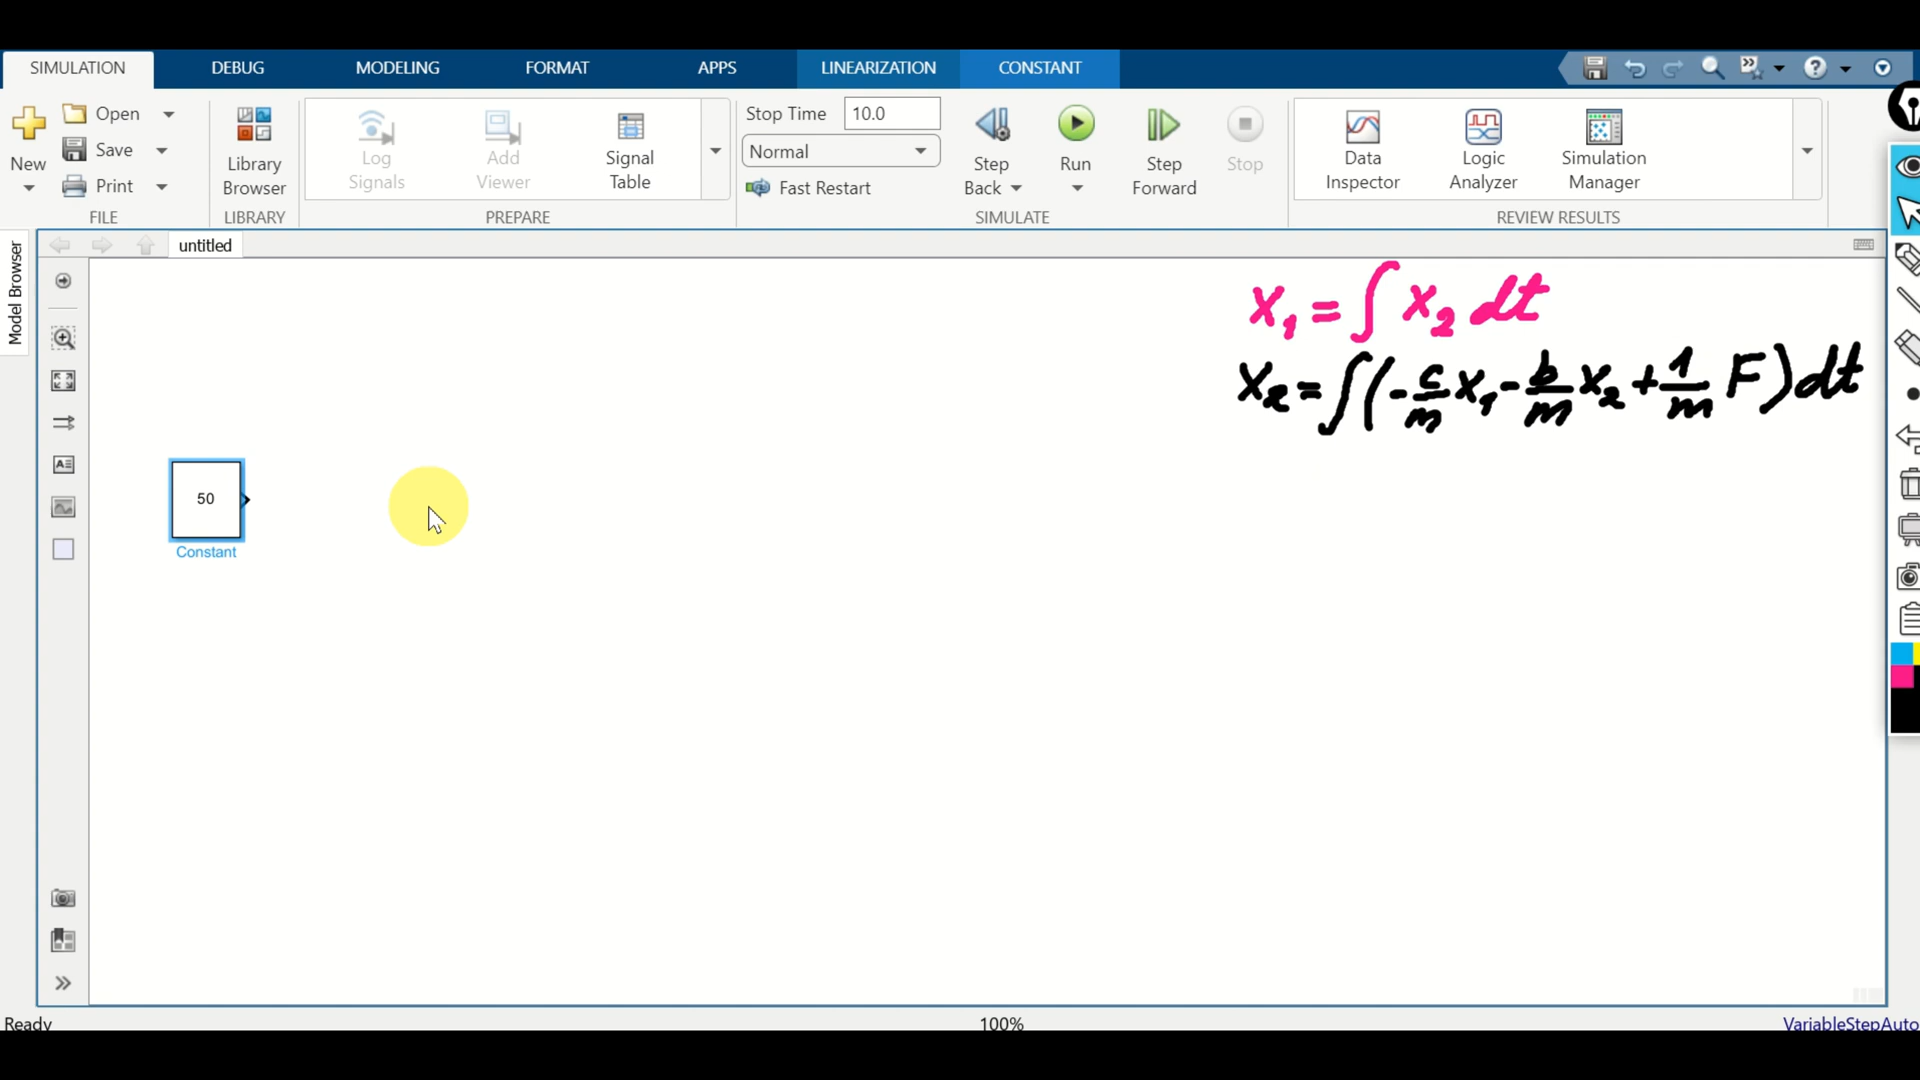 SIMULATION DEBUG MODELING FORMAT APPS LINEARIZATION CONSTANT
New
Open
Save
Print
FILE
Library Browser
LIBRARY
Log Signals
Add Viewer
Signal Table
PREPARE
Stop Time 10.0
Normal
Fast Restart
Step Back
Run
Step Forward
Stop
SIMULATE
Data Inspector
Logic Analyzer
Simulation Manager
REVIEW RESULTS
Model Browser
untitled
x₁ = ∫ x₂ dt
x₂ = ∫(-c/m x₁ - b/m x₂ + 1/m F) dt
50
Constant
Ready
100%
VariableStepAuto